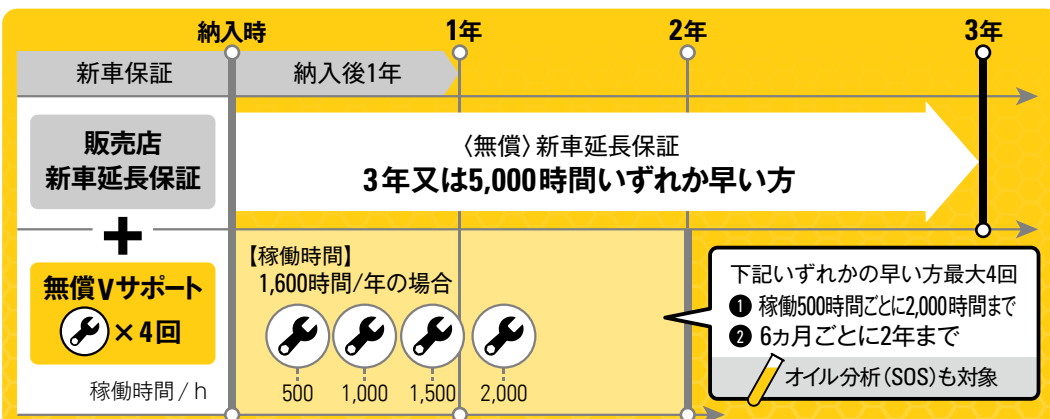 納入時 1年 2年 3年
新車保証 納入後1年
販売店
新車延長保証
〈無償〉新車延長保証
3年又は5,000時間いずれか早い方
無償Vサポート
×4回
【稼働時間】
1,600時間/年の場合
稼働時間/h 500 1,000 1,500 2,000
下記いずれかの早い方最大4回
❶ 稼働500時間ごとに2,000時間まで
❷ 6ヵ月ごとに2年まで
オイル分析(SOS)も対象